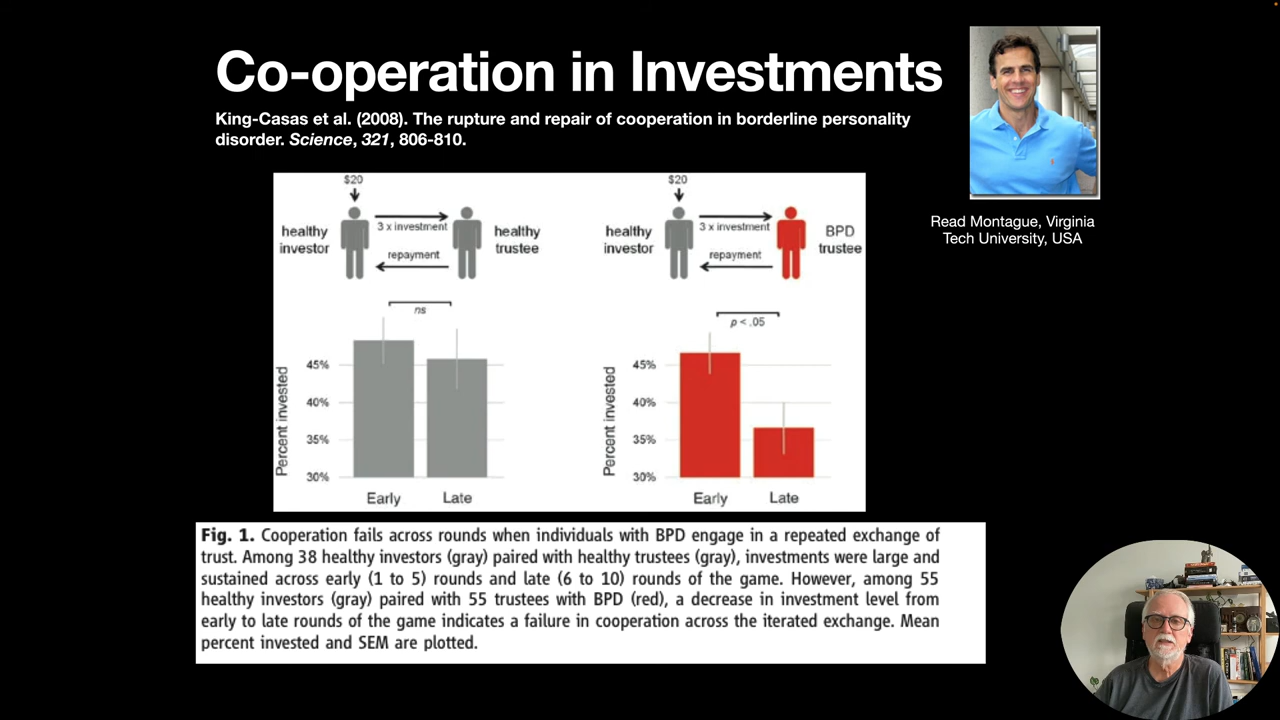 Co-operation in Investments
King-Casas et al. (2008). The rupture and repair of cooperation in borderline personality
disorder. Science, 321, 806-810.
Read Montague, Virginia
Tech University, USA
$20
healthy
investor
3 x investment
repayment
healthy
trustee
ns
Percent invested
45%
40%
35%
30%
Early
Late
$20
healthy
investor
3 x investment
repayment
BPD
trustee
p < .05
Percent invested
45%
40%
35%
30%
Early
Late
Fig. 1. Cooperation fails across rounds when individuals with BPD engage in a repeated exchange of
trust. Among 38 healthy investors (gray) paired with healthy trustees (gray), investments were large and
sustained across early (1 to 5) rounds and late (6 to 10) rounds of the game. However, among 55
healthy investors (gray) paired with 55 trustees with BPD (red), a decrease in investment level from
early to late rounds of the game indicates a failure in cooperation across the iterated exchange. Mean
percent invested and SEM are plotted.